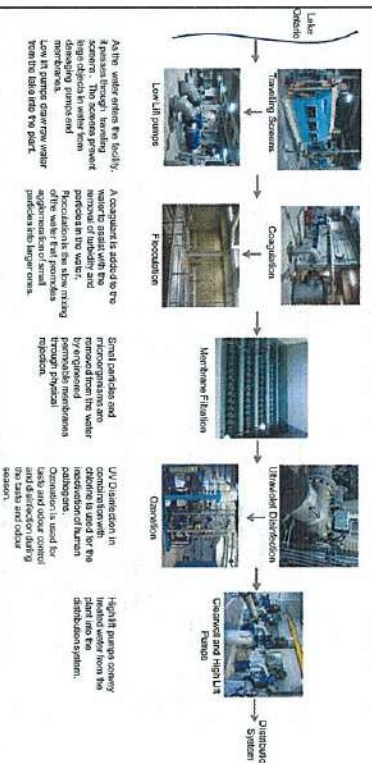 Lake
Ontario
Travelling Screens
Low Lift pumps
Coagulation
Flocculation
Membrane Filtration
Ultraviolet Disinfection
Ozonation
Clearwell and High Lift
Pumps
Distributic
System
As the water enters the facility,
it passes through traveling
screens. The screens prevent
large objects in water from
damaging pumps and
membranes.
Low lift pumps draw raw water
from the lake into the plant.
A coagulant is added to the
water to assist with the
removal of turbidity and
particles in the water.
Flocculation is the slow mixing
of the water that promotes
agglomeration of small
particles into larger ones.
Small particles and
microorganisms are
removed from the water
by engineered
permeable membranes
through physical
rejection.
UV Disinfection in
combination with
chlorine is used for the
inactivation of human
pathogens.
Ozonation is used for
taste and odour control
and disinfection during
the taste and odour
season.
High lift pumps convey
treated water from the
plant into the
distribution system.